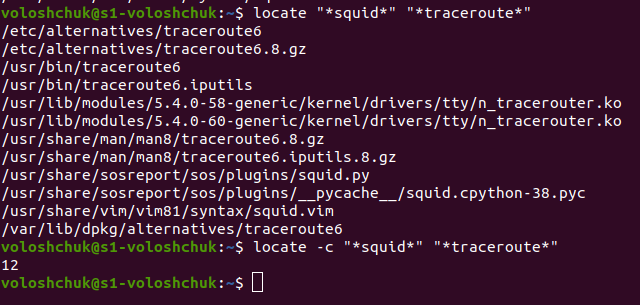 voloshchuk@s1-voloshchuk:~$ locate "*squid*" "*traceroute*"
/etc/alternatives/traceroute6
/etc/alternatives/traceroute6.8.gz
/usr/bin/traceroute6
/usr/bin/traceroute6.iputils
/usr/lib/modules/5.4.0-58-generic/kernel/drivers/tty/n_tracerouter.ko
/usr/lib/modules/5.4.0-60-generic/kernel/drivers/tty/n_tracerouter.ko
/usr/share/man/man8/traceroute6.8.gz
/usr/share/man/man8/traceroute6.iputils.8.gz
/usr/share/sosreport/sos/plugins/squid.py
/usr/share/sosreport/sos/plugins/__pycache__/squid.cpython-38.pyc
/usr/share/vim/vim81/syntax/squid.vim
/var/lib/dpkg/alternatives/traceroute6
voloshchuk@s1-voloshchuk:~$ locate -c "*squid*" "*traceroute*"
12
voloshchuk@s1-voloshchuk:~$